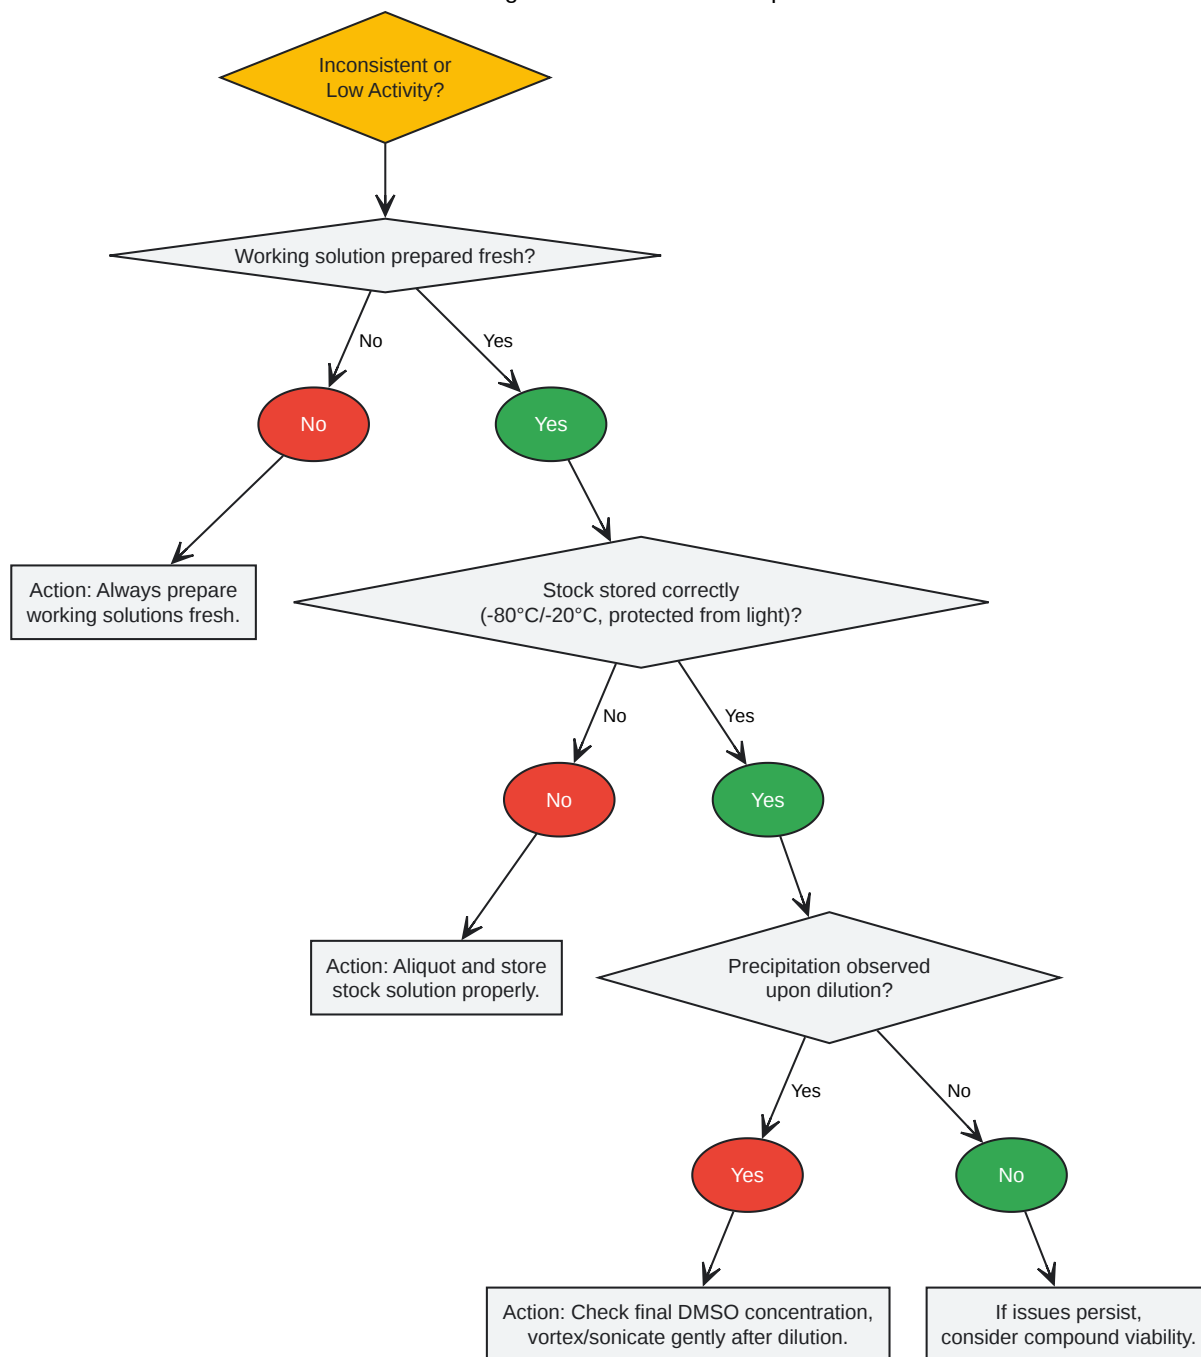 Inconsistent or
Low Activity?
Working solution prepared fresh?
No
Yes
No
Yes
Action: Always prepare
working solutions fresh.
Stock stored correctly
(-80°C/-20°C, protected from light)?
No
Yes
No
Yes
Action: Aliquot and store
stock solution properly.
Precipitation observed
upon dilution?
Yes
No
Yes
No
Action: Check final DMSO concentration,
vortex/sonicate gently after dilution.
If issues persist,
consider compound viability.